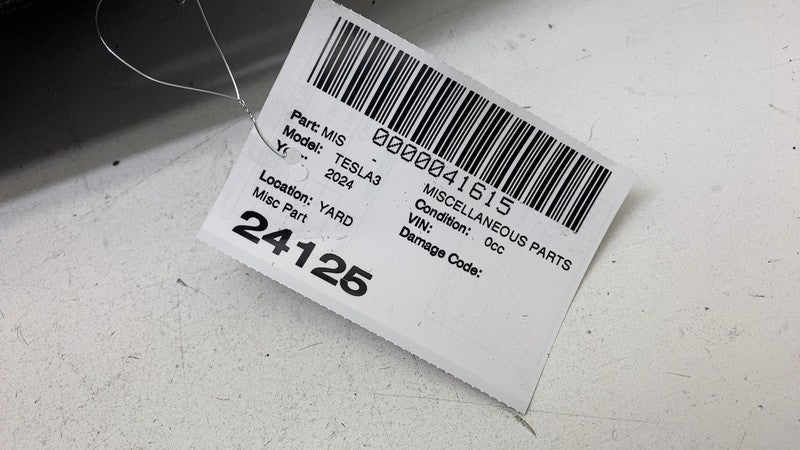 0000041615
Part: MIS - MISCELLANEOUS PARTS
Model: TESLA3 Condition: 0cc
2024 VIN:
Location: YARD Damage Code:
Misc Part
24125